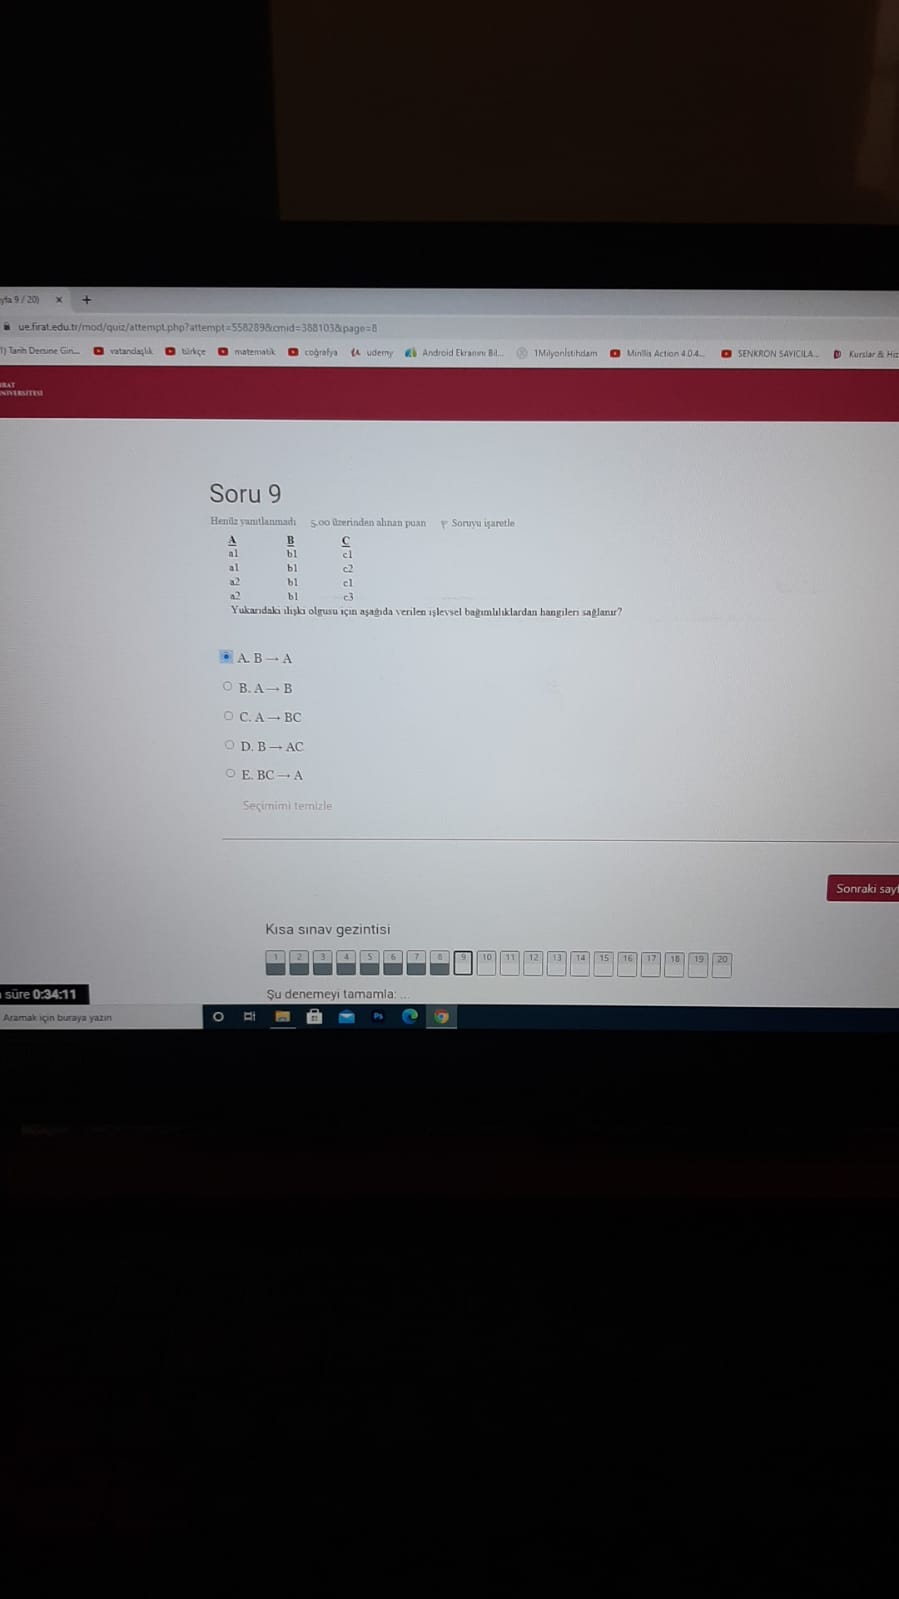 yfa 9 / 20) × +
ue.firat.edu.tr/mod/quiz/attempt.php?attempt=558289&cmid=388103&page=8
1) Tarih Dersine Giri... vatandaşlık türkçe matematik coğrafya udemy Android Ekranını Bil... 1Milyonİstihdam Minllis Action 4.0.4... SENKRON SAYICILA... Kurslar & Hiz
IRAT
NİVERSİTESİ
Soru 9
Henüz yanıtlanmadı 5,00 üzerinden alınan puan Soruyu işaretle
A B C
a1 b1 c1
a1 b1 c2
a2 b1 c1
a2 b1 c3
Yukarıdaki ilişki olgusu için aşağıda verilen işlevsel bağımlılıklardan hangileri sağlanır?
A. B → A
B. A → B
C. A → BC
D. B → AC
E. BC → A
Seçimimi temizle
Sonraki sayf
Kısa sınav gezintisi
1 2 3 4 5 6 7 8 9 10 11 12 13 14 15 16 17 18 19 20
süre 0:34:11
Şu denemeyi tamamla: ...
Aramak için buraya yazın
Ps